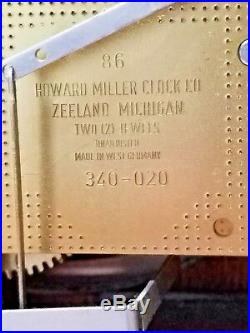 86
HOWARD MILLER CLOCK CO
ZEELAND MICHIGAN
TWO (2) JEWELS
UNADJUSTED
MADE IN WEST GERMANY
340-020